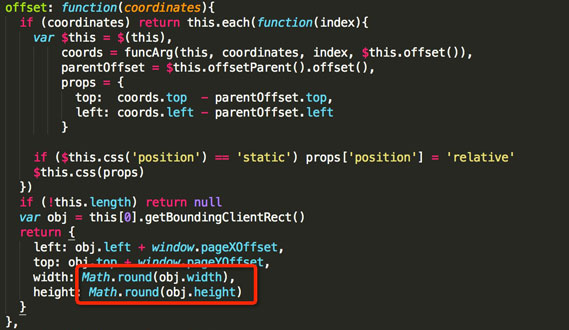 offset: function(coordinates){
  if (coordinates) return this.each(function(index){
    var $this = $(this),
        coords = funcArg(this, coordinates, index, $this.offset()),
        parentOffset = $this.offsetParent().offset(),
        props = {
          top:  coords.top  - parentOffset.top,
          left: coords.left - parentOffset.left
        }
    if ($this.css('position') == 'static') props['position'] = 'relative'
    $this.css(props)
  })
  if (!this.length) return null
  var obj = this[0].getBoundingClientRect()
  return {
    left: obj.left + window.pageXOffset,
    top: obj.top + window.pageYOffset,
    width: Math.round(obj.width),
    height: Math.round(obj.height)
  }
},